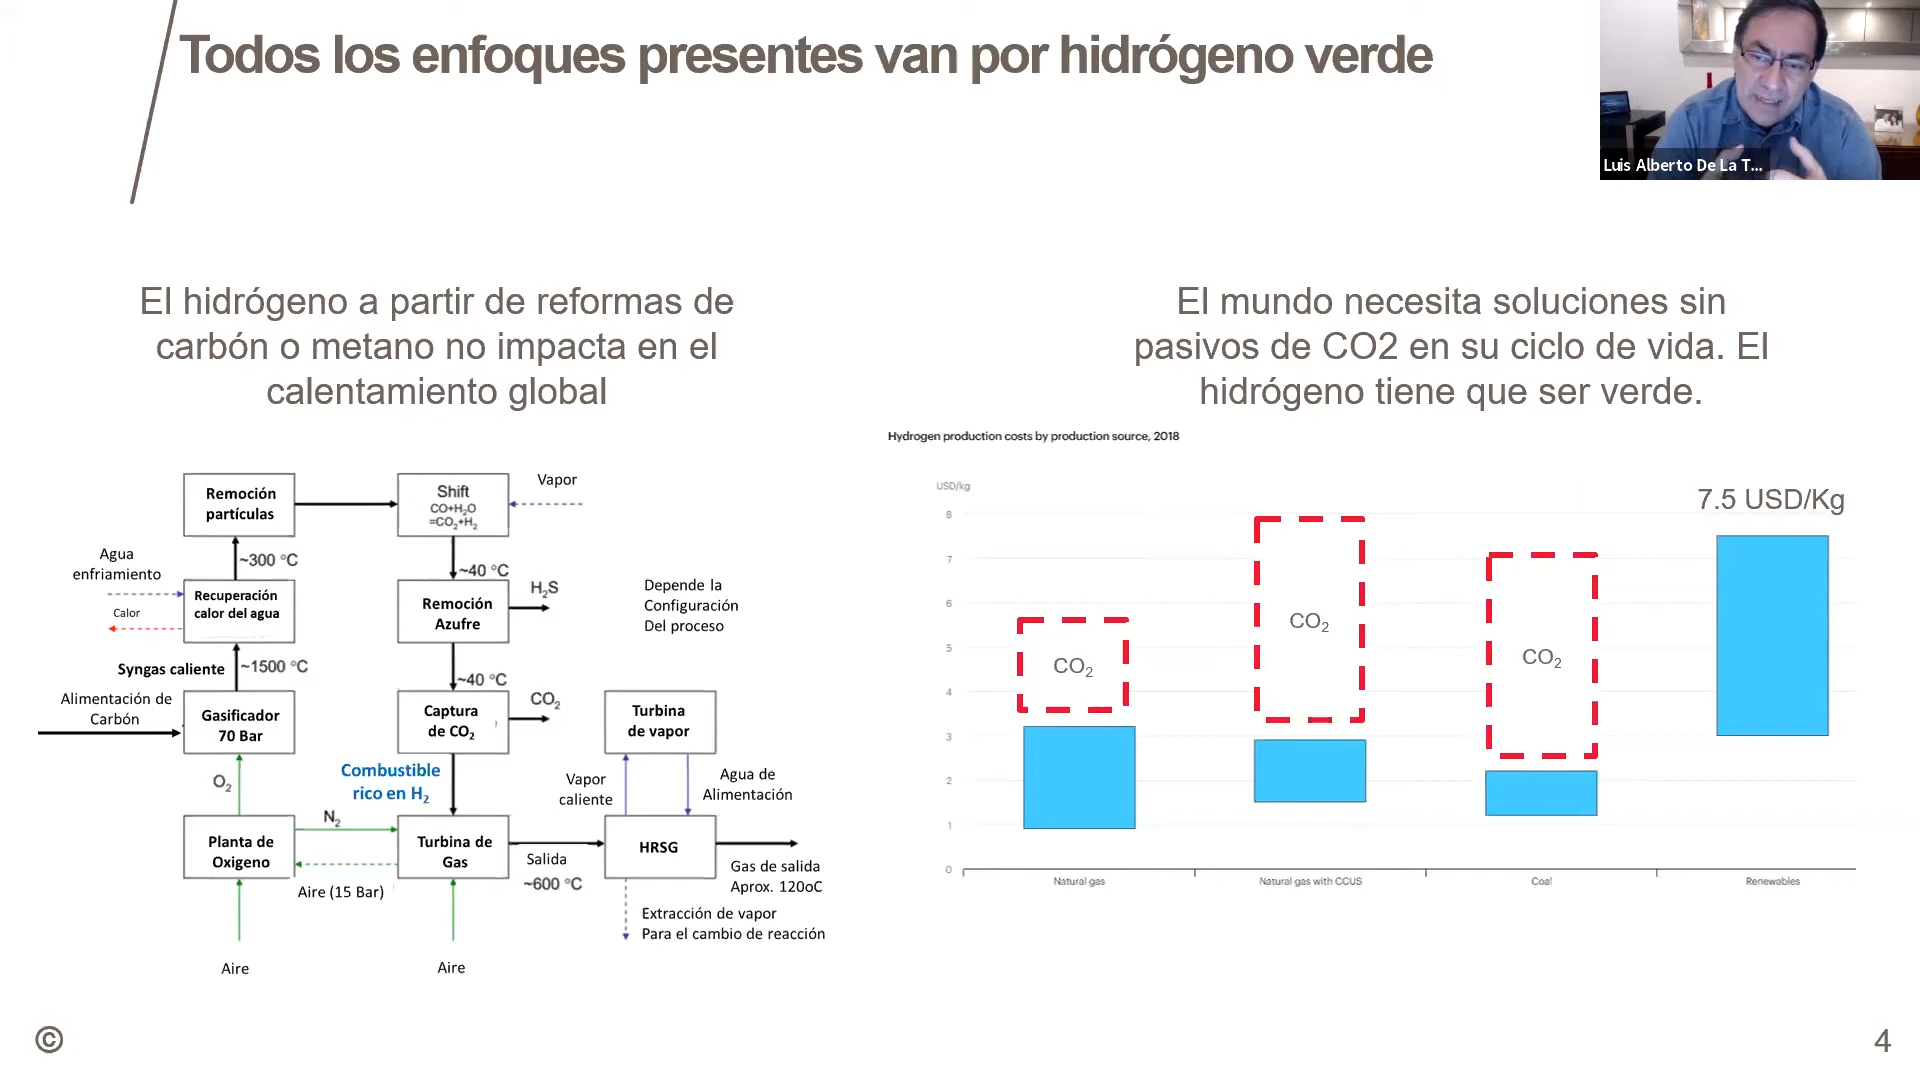 Todos los enfoques presentes van por hidrógeno verde
Luis Alberto De La T...
El hidrógeno a partir de reformas de
carbón o metano no impacta en el
calentamiento global
El mundo necesita soluciones sin
pasivos de CO2 en su ciclo de vida. El
hidrógeno tiene que ser verde.
Remoción
partículas
Shift
CO+H₂O
=CO₂+H₂
Vapor
Agua
enfriamiento
~300 °C
~40 °C
Recuperación
calor del agua
Calor
Remoción
Azufre
H₂S
Depende la
Configuración
Del proceso
Syngas caliente
~1500 °C
~40 °C
Alimentación de
Carbón
Gasificador
70 Bar
Captura
de CO₂
CO₂
Turbina
de vapor
O₂
Combustible
rico en H₂
Vapor
caliente
Agua de
Alimentación
N₂
Planta de
Oxigeno
Turbina de
Gas
Aire (15 Bar)
Salida
~600 °C
HRSG
Gas de salida
Aprox. 120oC
Extracción de vapor
Para el cambio de reacción
Aire
Aire
Hydrogen production costs by production source, 2018
USD/kg
7.5 USD/Kg
8
7
6
5
4
3
2
1
0
CO₂
CO₂
CO₂
Natural gas
Natural gas with CCUS
Coal
Renewables
©
4